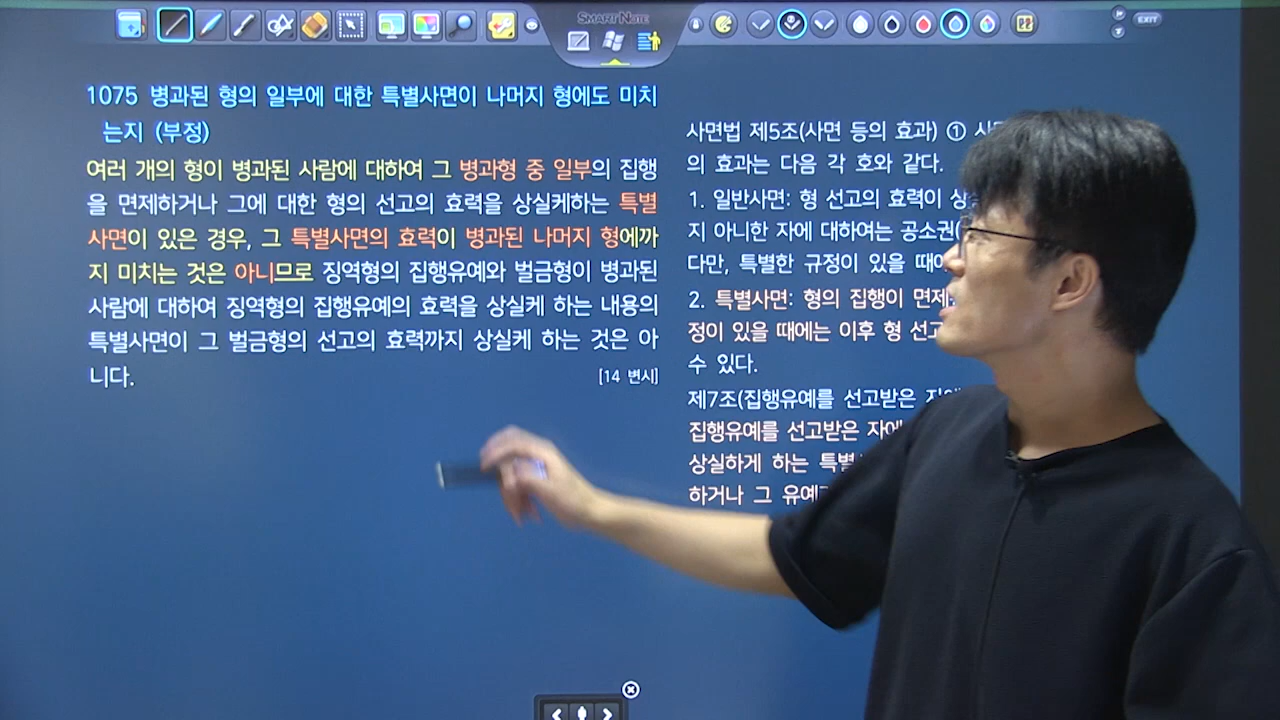 SMART NOTE
EXIT
1075 병과된 형의 일부에 대한 특별사면이 나머지 형에도 미치
는지 (부정)
여러 개의 형이 병과된 사람에 대하여 그 병과형 중 일부의 집행
을 면제하거나 그에 대한 형의 선고의 효력을 상실케하는 특별
사면이 있은 경우, 그 특별사면의 효력이 병과된 나머지 형에까
지 미치는 것은 아니므로 징역형의 집행유예와 벌금형이 병과된
사람에 대하여 징역형의 집행유예의 효력을 상실케 하는 내용의
특별사면이 그 벌금형의 선고의 효력까지 상실케 하는 것은 아
니다.
[14 변시]
사면법 제5조(사면 등의 효과) ①
의 효과는 다음 각 호와 같다.
1. 일반사면: 형 선고의 효력이
지 아니한 자에 대하여는 공소권(
다만, 특별한 규정이 있을
2. 특별사면: 형의 집행이
정이 있을 때에는 이후 형
수 있다.
제7조(집행유예를 선고받은
집행유예를 선고받은
상실하게 하는
하거나 그